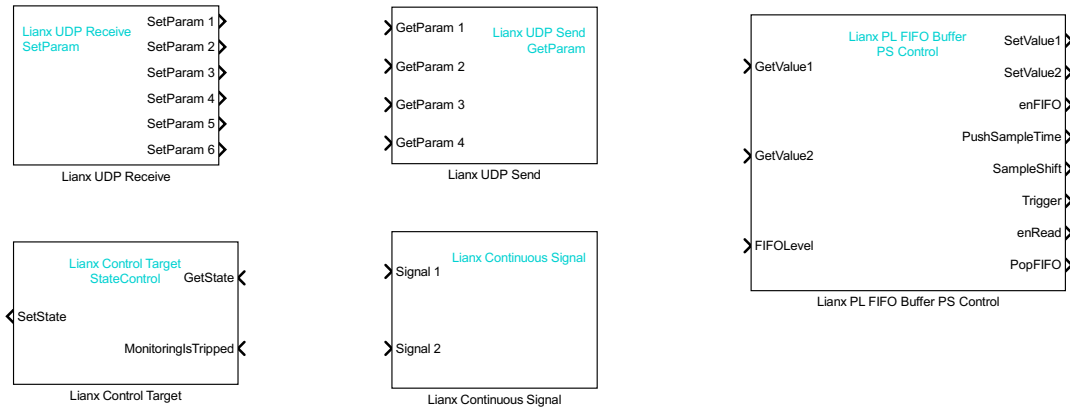 Lianx UDP Receive
SetParam
SetParam 1
SetParam 2
SetParam 3
SetParam 4
SetParam 5
SetParam 6
Lianx UDP Receive
GetParam 1
GetParam 2
GetParam 3
GetParam 4
Lianx UDP Send
GetParam
Lianx UDP Send
Lianx PL FIFO Buffer
PS Control
GetValue1
GetValue2
FIFOLevel
SetValue1
SetValue2
enFIFO
PushSampleTime
SampleShift
Trigger
enRead
PopFIFO
Lianx PL FIFO Buffer PS Control
Lianx Control Target
StateControl
GetState
SetState
MonitoringIsTripped
Lianx Control Target
Lianx Continuous Signal
Signal 1
Signal 2
Lianx Continuous Signal